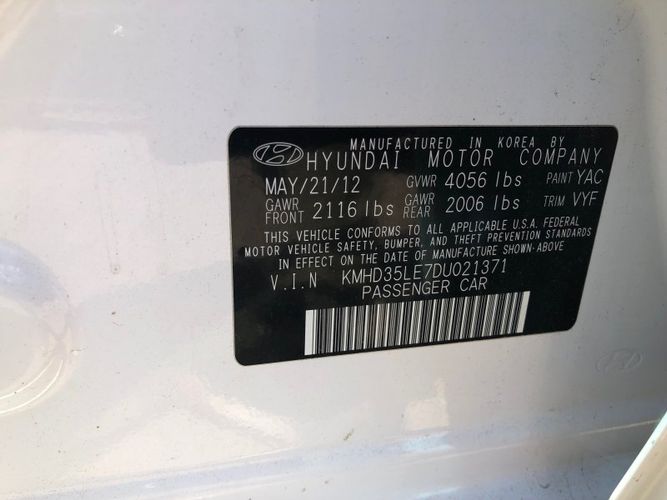 MANUFACTURED IN KOREA BY
HYUNDAI MOTOR COMPANY
MAY/21/12 GVWR 4056 lbs PAINT YAC
GAWR FRONT 2116 lbs GAWR REAR 2006 lbs TRIM VYF
THIS VEHICLE CONFORMS TO ALL APPLICABLE U.S.A. FEDERAL
MOTOR VEHICLE SAFETY, BUMPER, AND THEFT PREVENTION STANDARDS
IN EFFECT ON THE DATE OF MANUFACTURE SHOWN-ABOVE
V.I.N KMHD35LE7DU021371
PASSENGER CAR